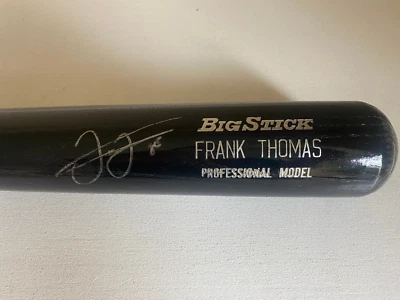 BIG STICK
FRANK THOMAS
PROFESSIONAL MODEL